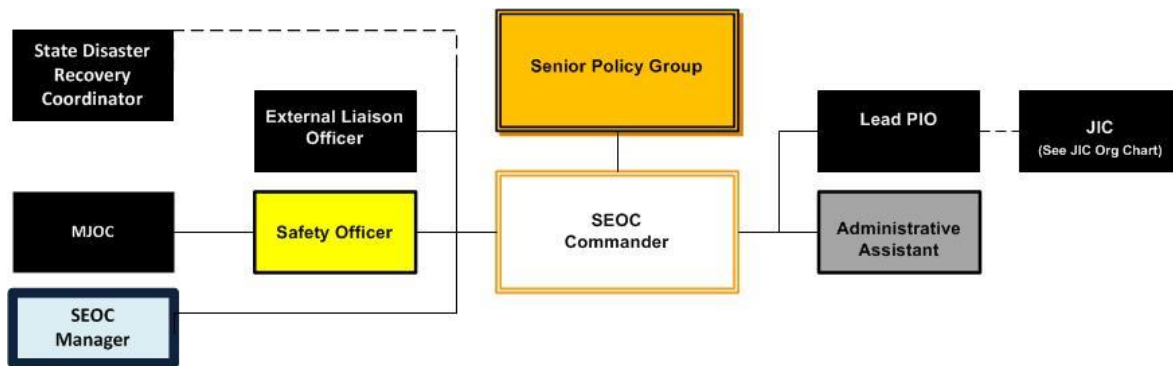 State Disaster
Recovery
Coordinator
Senior Policy Group
External Liaison
Officer
Lead PIO
JIC
(See JIC Org Chart)
MJOC
Safety Officer
SEOC
Commander
Administrative
Assistant
SEOC
Manager